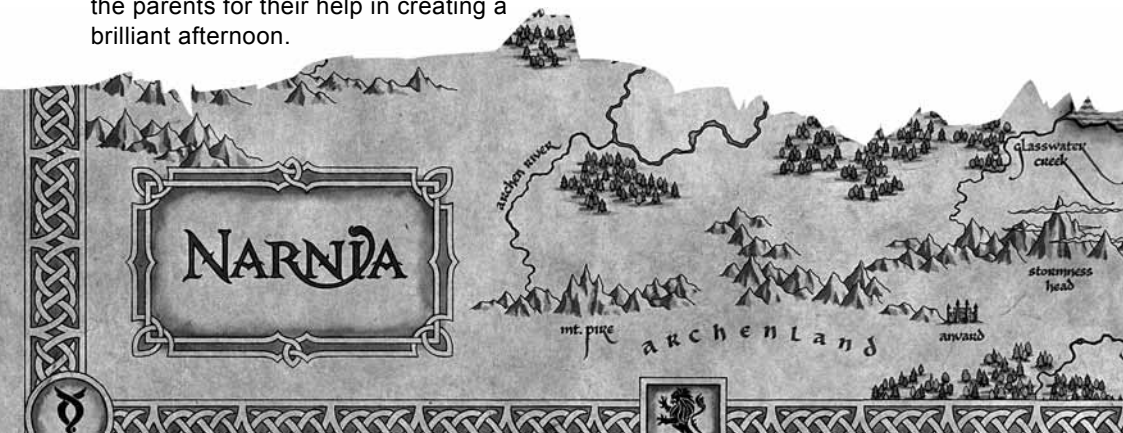 the parents for their help in creating a
brilliant afternoon.
glasswater
creek
archen river
NARNIA
stormness
head
mt. pire
archenland
anvard